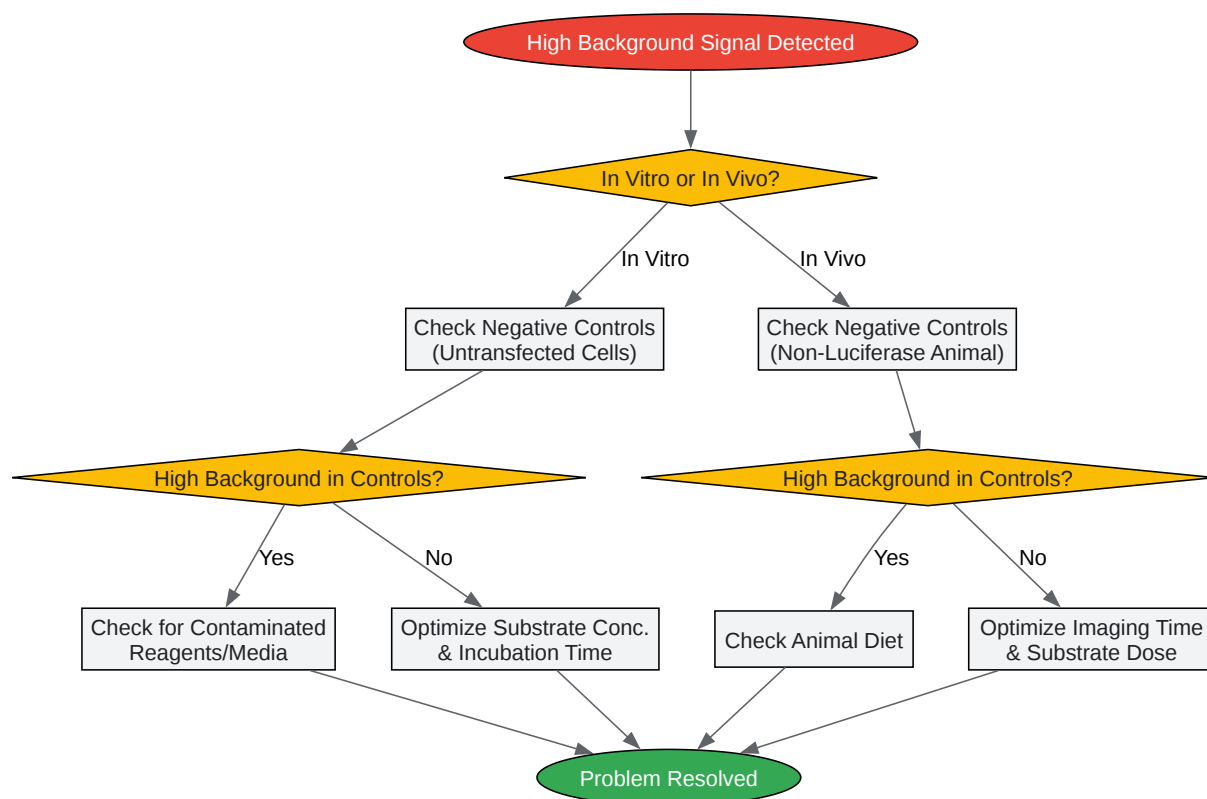 High Background Signal Detected
In Vitro or In Vivo?
In Vitro
In Vivo
Check Negative Controls
(Untransfected Cells)
Check Negative Controls
(Non-Luciferase Animal)
High Background in Controls?
High Background in Controls?
Yes
No
Yes
No
Check for Contaminated
Reagents/Media
Optimize Substrate Conc.
& Incubation Time
Check Animal Diet
Optimize Imaging Time
& Substrate Dose
Problem Resolved